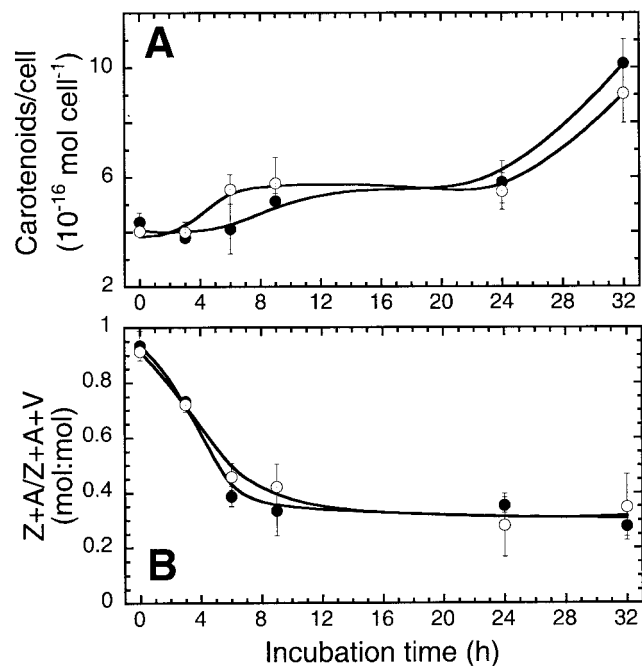 A
Carotenoids/cell
(10⁻¹⁶ mol cell⁻¹)
10
6
2
0 4 8 12 16 20 24 28 32
1
0.8
0.6
0.4
0.2
0
Z+A/Z+A+V
(mol:mol)
B
0 4 8 12 16 20 24 28 32
Incubation time (h)